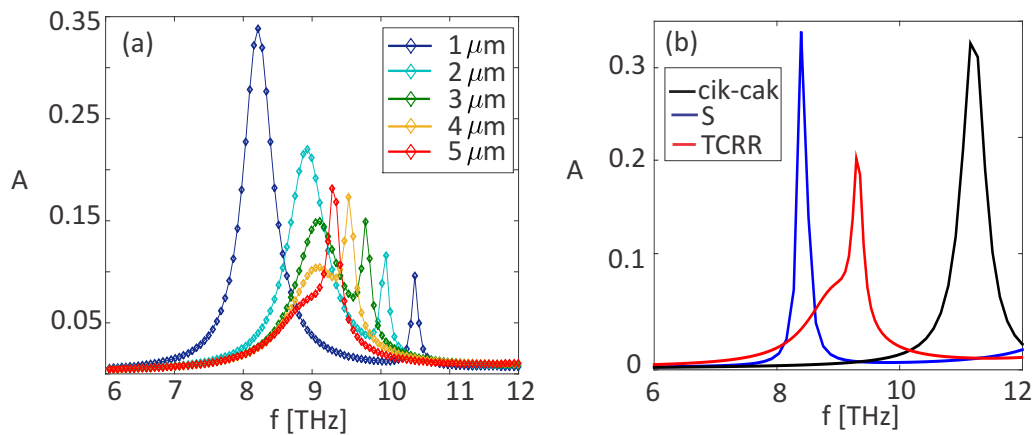 (a)
0.35
0.25
0.15
0.05
A
1 μm
2 μm
3 μm
4 μm
5 μm
6 7 8 9 10 11 12
f [THz]
(b)
0.3
0.2
0.1
0
A
cik-cak
S
TCRR
6 8 10 12
f [THz]